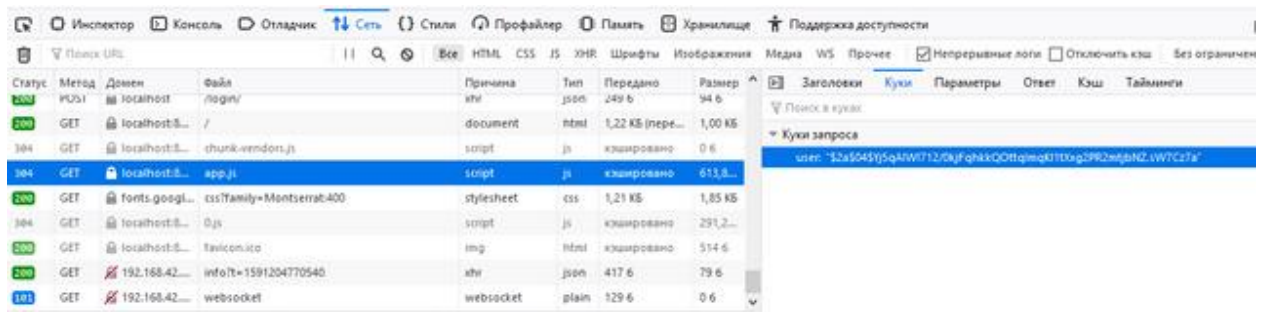 Инспектор Консоль Отладчик Сеть Стили Профайлер Память Хранилище Поддержка доступности
Поиск URL Все HTML CSS JS XHR Шрифты Изображения Медиа WS Прочее Непрерывные логи Отключить кэш Без ограничен
Статус Метод Домен Файл Причина Тип Передано Размер Заголовки Куки Параметры Ответ Кэш Тайминги
200 POST localhost /login/ xhr json 249 б 94 б
Поиск в куках
200 GET localhost:8... / document html 1,22 КБ (пере... 1,00 КБ
Куки запроса
304 GET localhost:8... chunk-vendors.js script js кэшировано 0 б
user:
304 GET localhost:8... app.js script js кэшировано 613,8...
200 GET fonts.googl... css?family=Montserrat:400 stylesheet css 1,21 КБ 1,85 КБ
304 GET localhost:8... 0.js script js кэшировано 291,2...
200 GET localhost:8... favicon.ico img html кэшировано 514 б
200 GET 192.168.42.... info?t=1591204770540 xhr json 417 б 79 б
101 GET 192.168.42.... websocket websocket plain 129 б 0 б